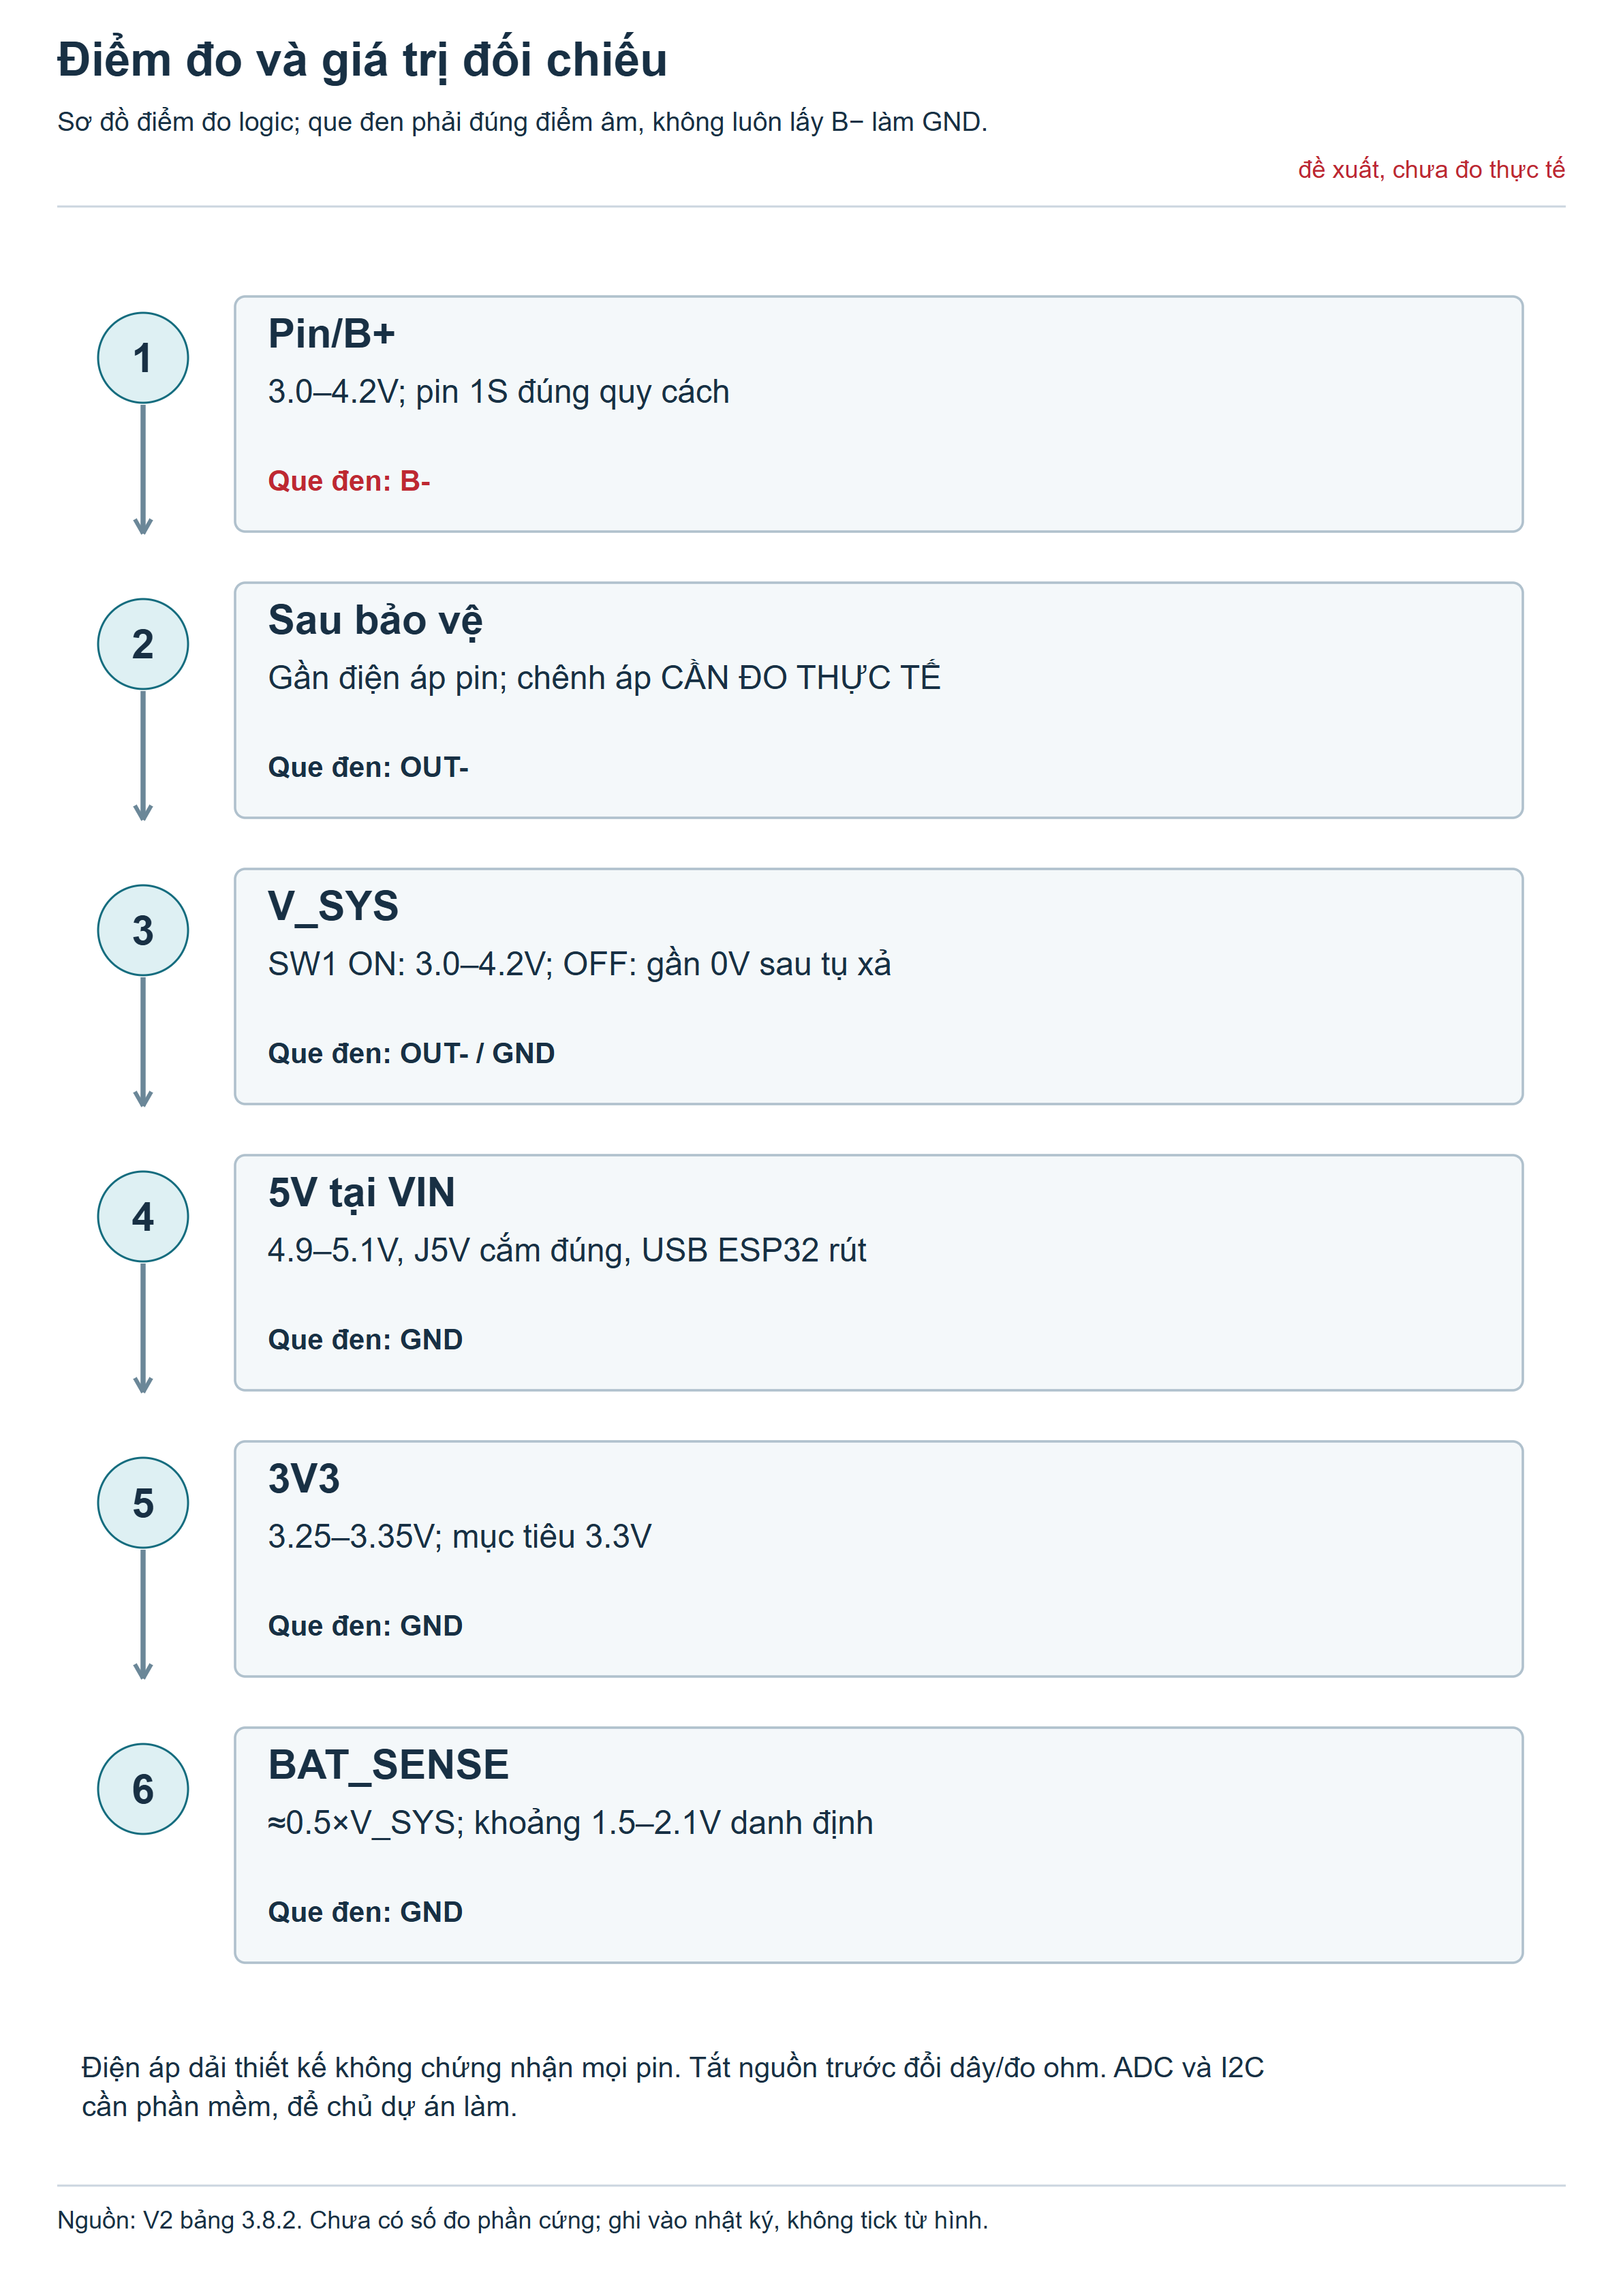 Điểm đo và giá trị đối chiếu
Sơ đồ điểm đo logic; que đen phải đúng điểm âm, không luôn lấy B− làm GND.
đề xuất, chưa đo thực tế
1
Pin/B+
3.0–4.2V; pin 1S đúng quy cách
Que đen: B-
2
Sau bảo vệ
Gần điện áp pin; chênh áp CẦN ĐO THỰC TẾ
Que đen: OUT-
3
V_SYS
SW1 ON: 3.0–4.2V; OFF: gần 0V sau tụ xả
Que đen: OUT- / GND
4
5V tại VIN
4.9–5.1V, J5V cắm đúng, USB ESP32 rút
Que đen: GND
5
3V3
3.25–3.35V; mục tiêu 3.3V
Que đen: GND
6
BAT_SENSE
≈0.5×V_SYS; khoảng 1.5–2.1V danh định
Que đen: GND
Điện áp dải thiết kế không chứng nhận mọi pin. Tắt nguồn trước đổi dây/đo ohm. ADC và I2C
cần phần mềm, để chủ dự án làm.
Nguồn: V2 bảng 3.8.2. Chưa có số đo phần cứng; ghi vào nhật ký, không tick từ hình.